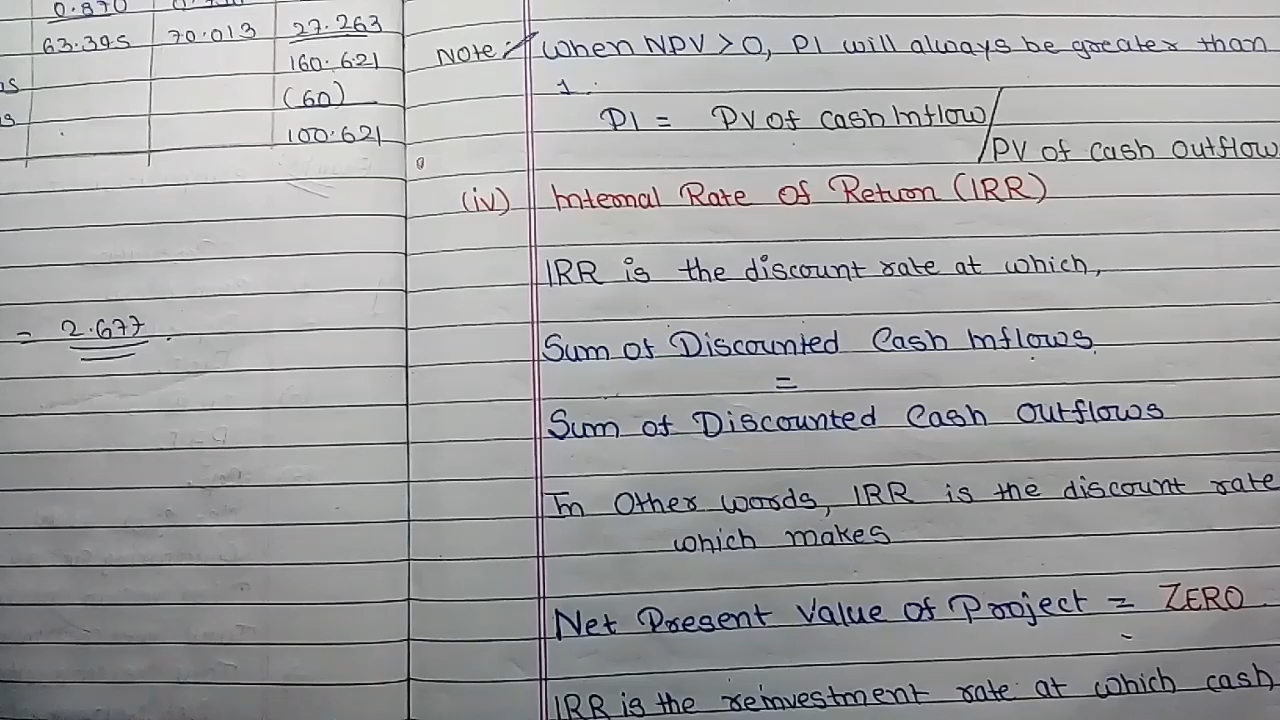 0.870
63.395 70.013 27.263
160.621
(60)
100.621
= 2.677
Note:- When NPV > 0, PI will always be greater than
1.
PI = PV of cash Inflow /
/ PV of cash outflow
(iv) Internal Rate Of Return (IRR)
IRR is the discount rate at which,
Sum of Discounted Cash Inflows
=
Sum of Discounted Cash Outflows
In Other words, IRR is the discount rate
which makes
Net Present Value of Project = ZERO
IRR is the reinvestment rate at which cash